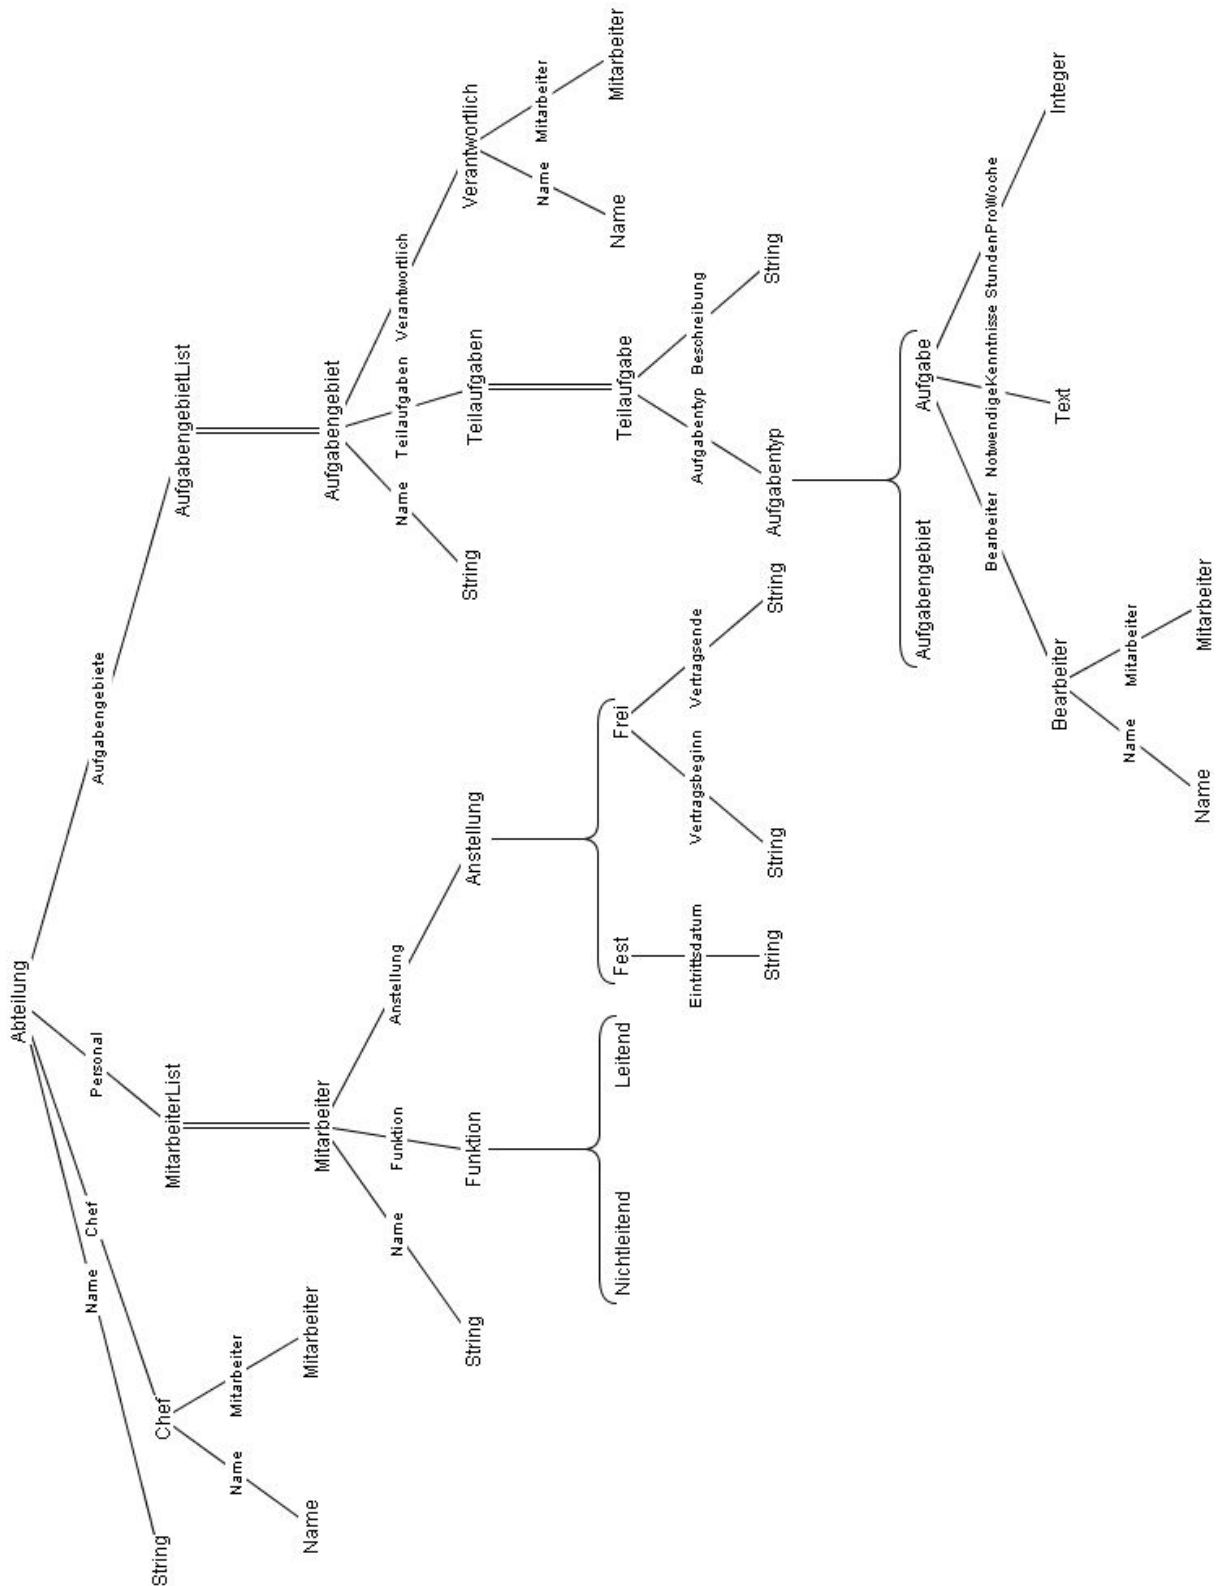 Abteilung
Name Chef Personal Aufgabengebiete
String Chef MitarbeiterList AufgabengebietList
Name Mitarbeiter
Name Mitarbeiter Mitarbeiter Aufgabengebiet
Name Funktion Anstellung Name Teilaufgaben Verantwortlich
String Funktion Anstellung String Teilaufgaben Verantwortlich
Name Mitarbeiter
Nichtleitend Leitend Fest Frei Teilaufgabe Name Mitarbeiter
Eintrittsdatum Vertragsbeginn Vertragsende Aufgabentyp Beschreibung
String String String Aufgabentyp String
Aufgabengebiet Aufgabe
Bearbeiter NotwendigeKenntnisse StundenProWoche
Bearbeiter Text Integer
Name Mitarbeiter
Name Mitarbeiter